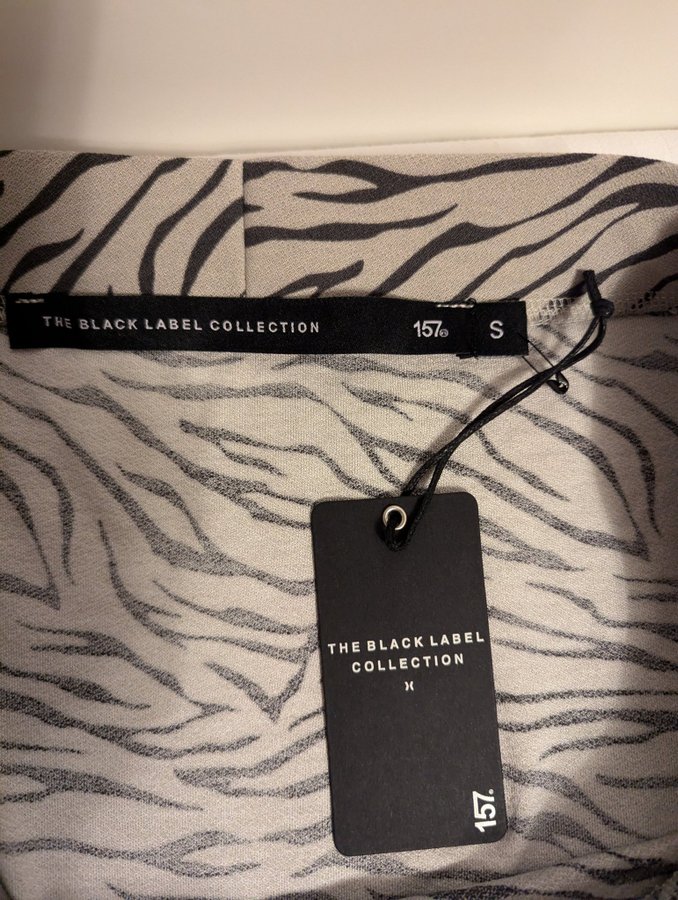 THE BLACK LABEL COLLECTION 157® S
THE BLACK LABEL
COLLECTION
157®